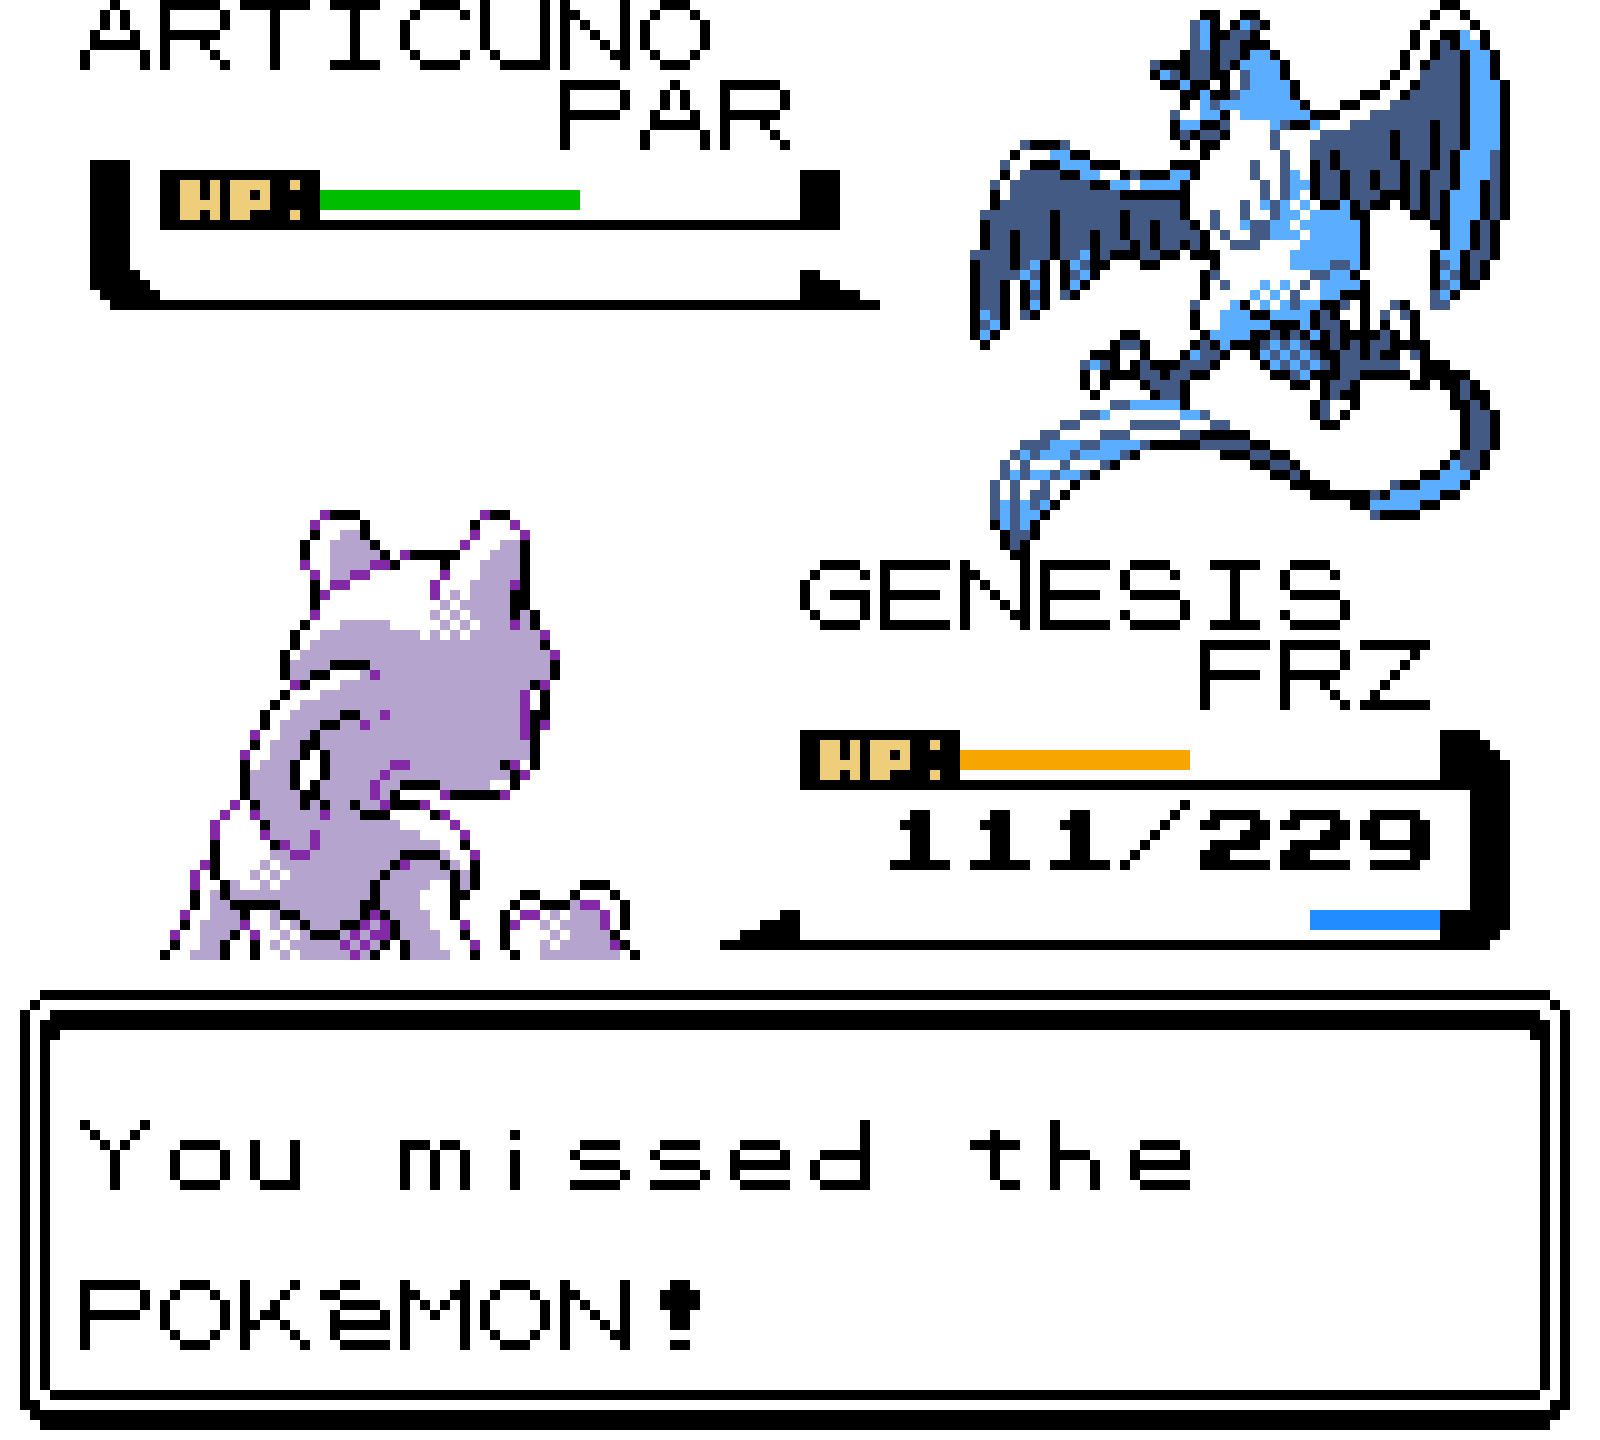 ARTICUNO
PAR
HP:
GENESIS
FRZ
HP:
111/229
You missed the
POKéMON!